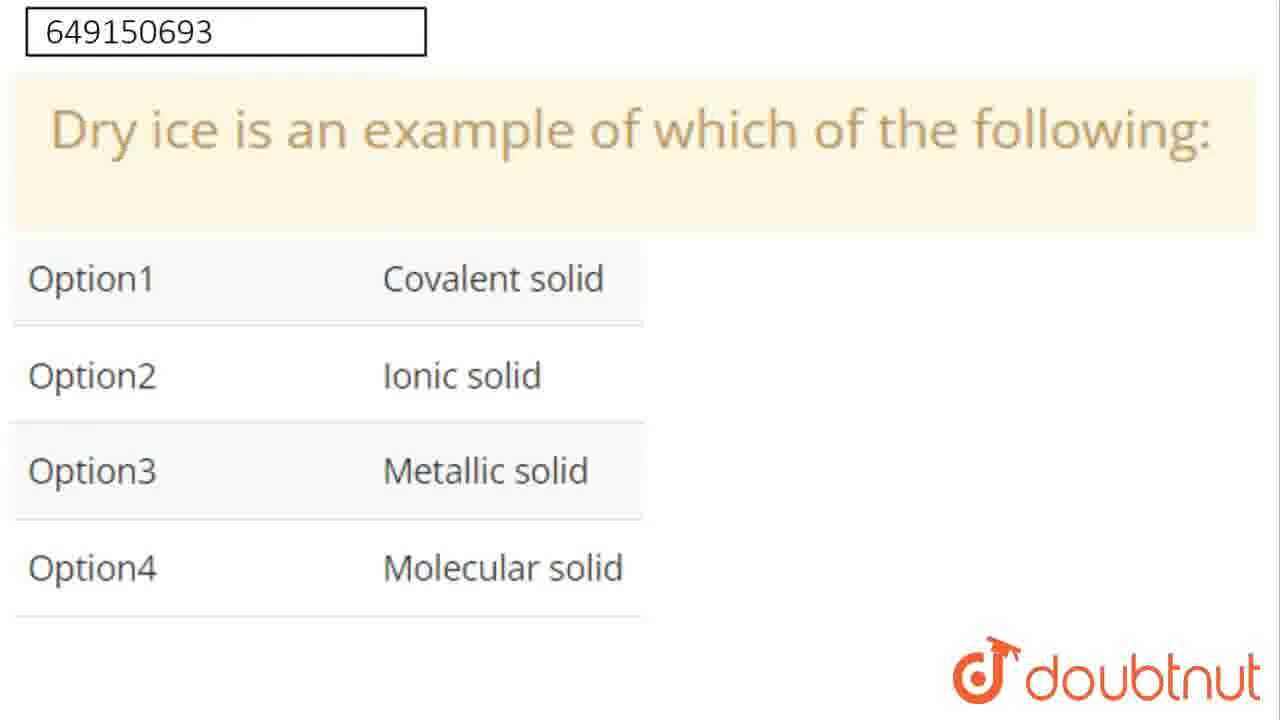 649150693
Dry ice is an example of which of the following:
Option1 Covalent solid
Option2 Ionic solid
Option3 Metallic solid
Option4 Molecular solid
doubtnut